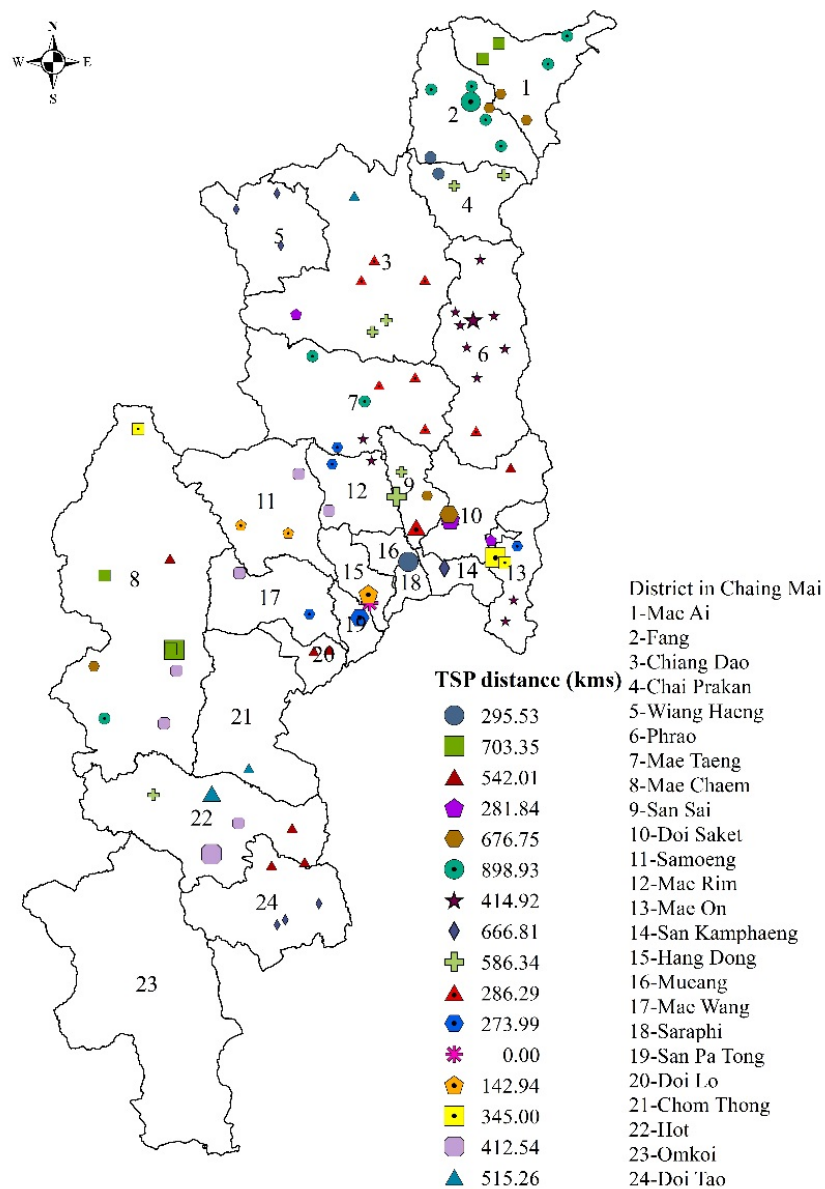 N
W
E
S
1
2
4
5
3
6
7
9
12
11
10
16
14
13
15
8
18
17
19
20
21
22
24
23
TSP distance (kms)
295.53
703.35
542.01
281.84
676.75
898.93
414.92
666.81
586.34
286.29
273.99
0.00
142.94
345.00
412.54
515.26
District in Chaing Mai
1-Mae Ai
2-Fang
3-Chiang Dao
4-Chai Prakan
5-Wiang Haeng
6-Phrao
7-Mae Taeng
8-Mae Chaem
9-San Sai
10-Doi Saket
11-Samoeng
12-Mae Rim
13-Mae On
14-San Kamphaeng
15-Hang Dong
16-Mueang
17-Mae Wang
18-Saraphi
19-San Pa Tong
20-Doi Lo
21-Chom Thong
22-Hot
23-Omkoi
24-Doi Tao